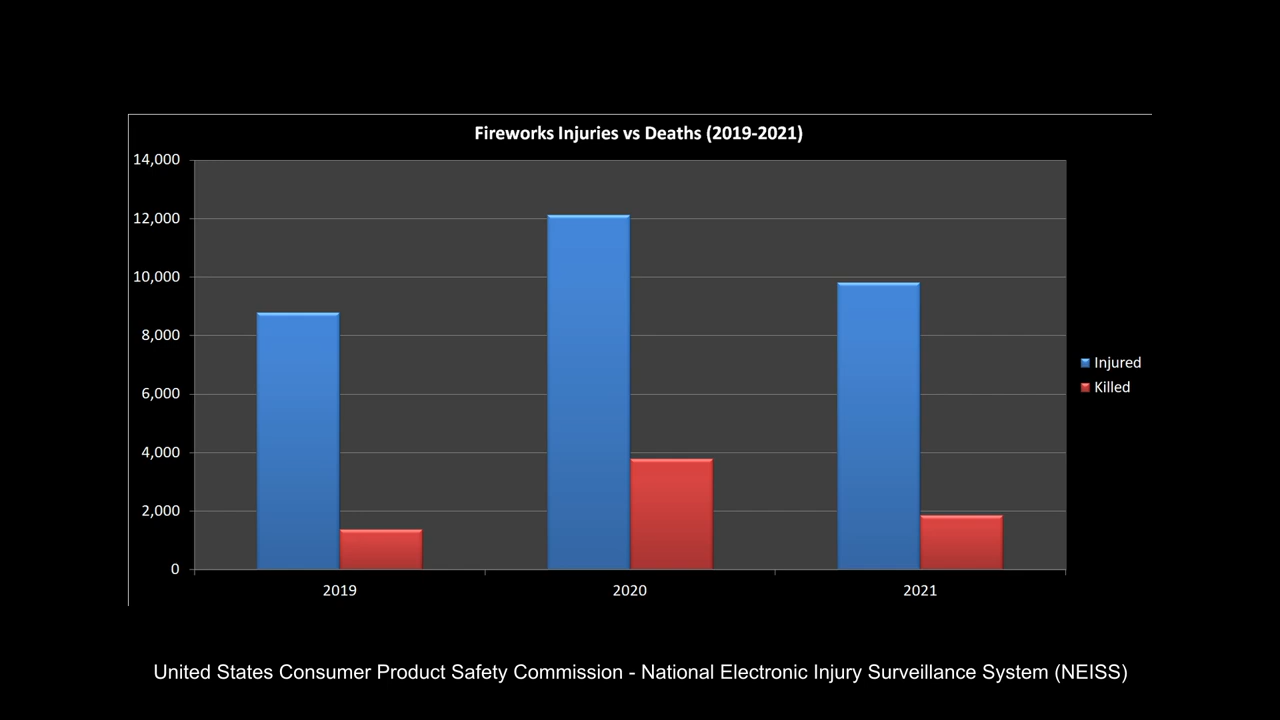 Fireworks Injuries vs Deaths (2019-2021)
14,000
12,000
10,000
8,000
6,000
4,000
2,000
0
2019 2020 2021
Injured
Killed
United States Consumer Product Safety Commission - National Electronic Injury Surveillance System (NEISS)